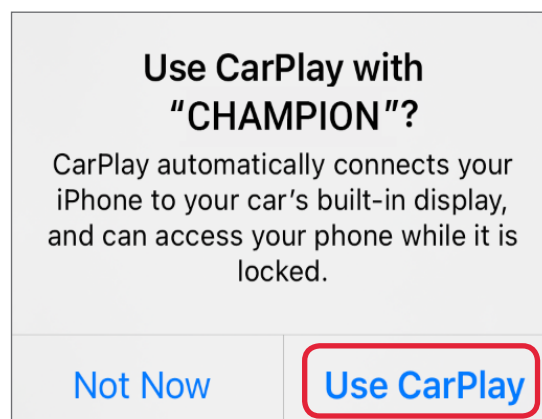 Use CarPlay with
“CHAMPION”?
CarPlay automatically connects your
iPhone to your car’s built-in display,
and can access your phone while it is
locked.
Not Now
Use CarPlay